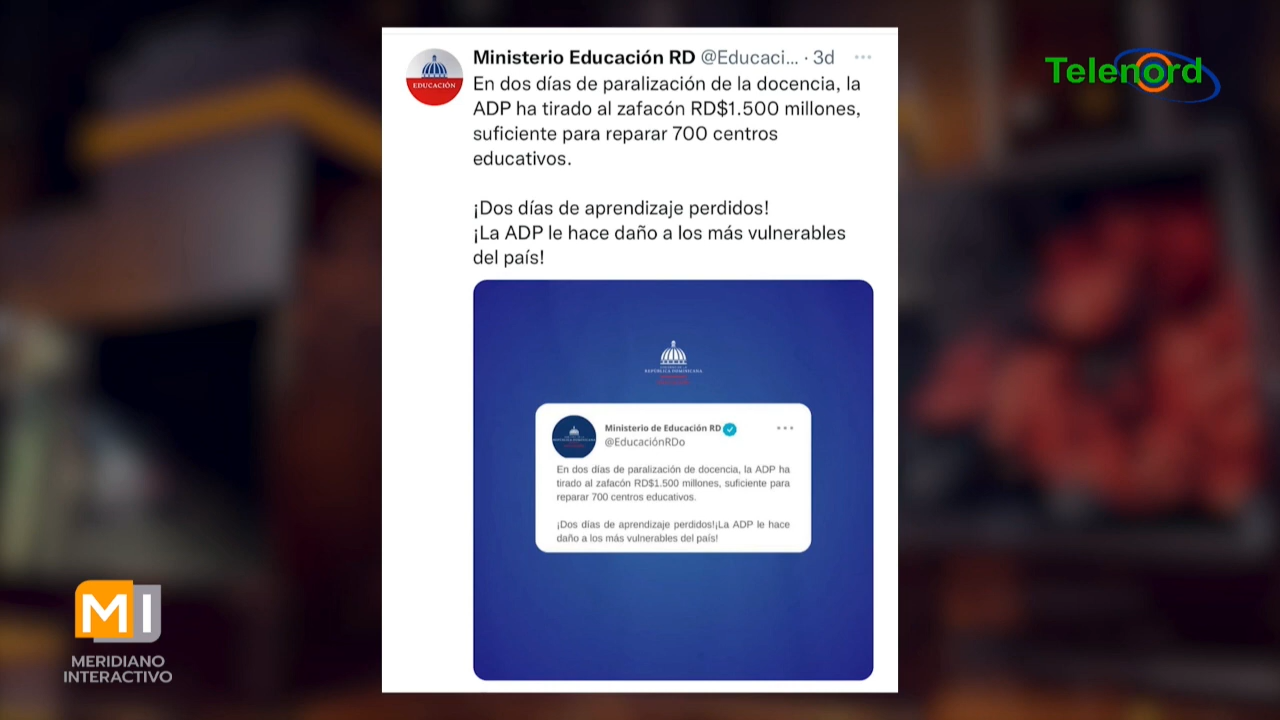 Ministerio Educación RD @Educaci... · 3d
En dos días de paralización de la docencia, la
ADP ha tirado al zafacón RD$1.500 millones,
suficiente para reparar 700 centros
educativos.
¡Dos días de aprendizaje perdidos!
¡La ADP le hace daño a los más vulnerables
del país!
EDUCACIÓN
Telenord
REPÚBLICA DOMINICANA
Ministerio de Educación RD
@EducaciónRDo
En dos días de paralización de docencia, la ADP ha
tirado al zafacón RD$1.500 millones, suficiente para
reparar 700 centros educativos.
¡Dos días de aprendizaje perdidos!¡La ADP le hace
daño a los más vulnerables del país!
MI
MERIDIANO
INTERACTIVO